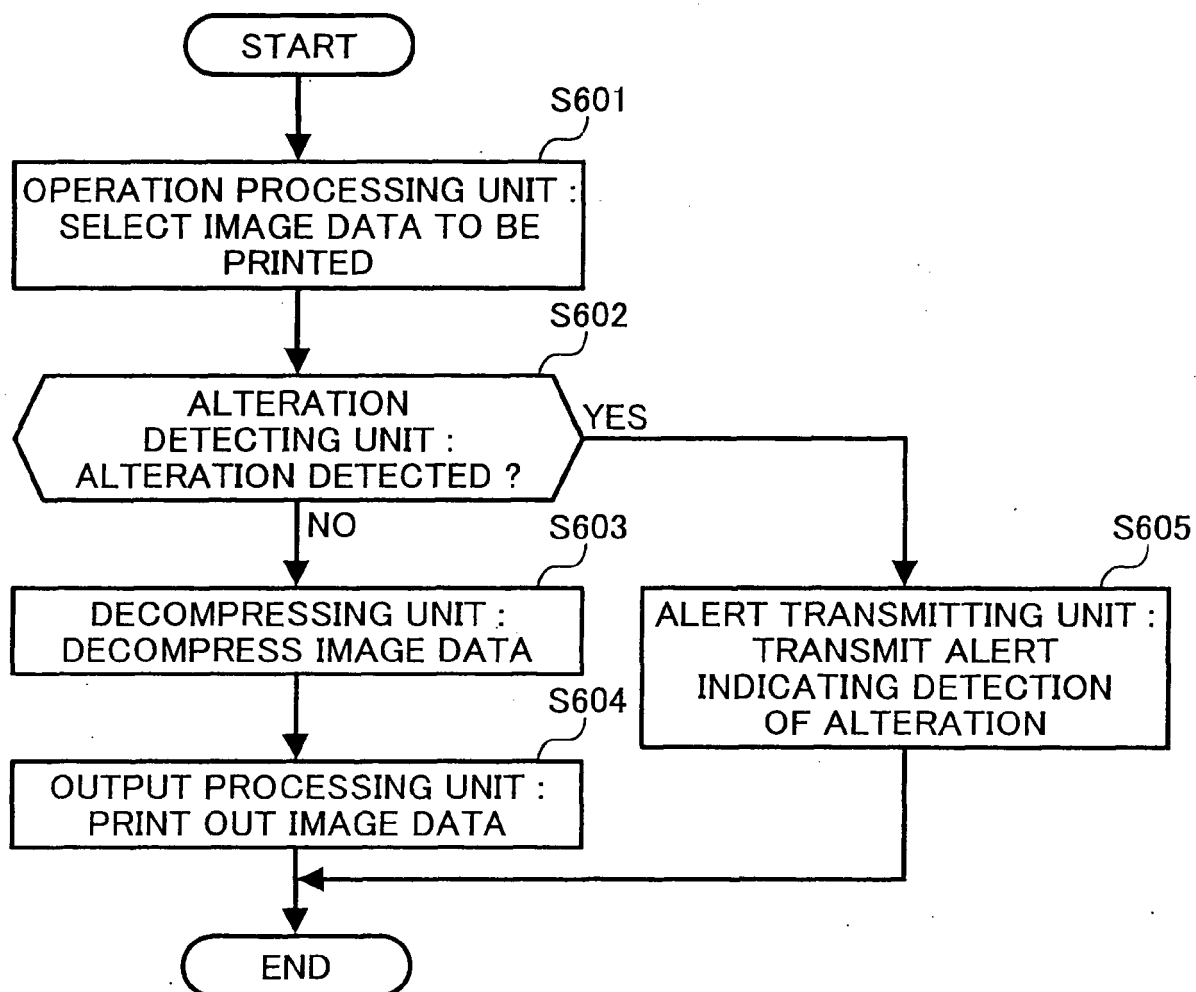 START
S601
OPERATION PROCESSING UNIT :
SELECT IMAGE DATA TO BE
PRINTED
S602
ALTERATION
DETECTING UNIT :
ALTERATION DETECTED ?
YES
NO
S603
DECOMPRESSING UNIT :
DECOMPRESS IMAGE DATA
S605
ALERT TRANSMITTING UNIT :
TRANSMIT ALERT
INDICATING DETECTION
OF ALTERATION
S604
OUTPUT PROCESSING UNIT :
PRINT OUT IMAGE DATA
END